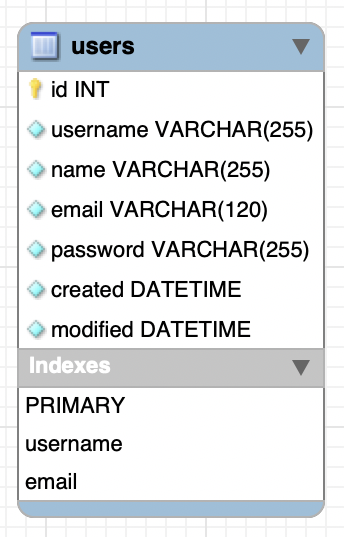 users
id INT
username VARCHAR(255)
name VARCHAR(255)
email VARCHAR(120)
password VARCHAR(255)
created DATETIME
modified DATETIME
Indexes
PRIMARY
username
email